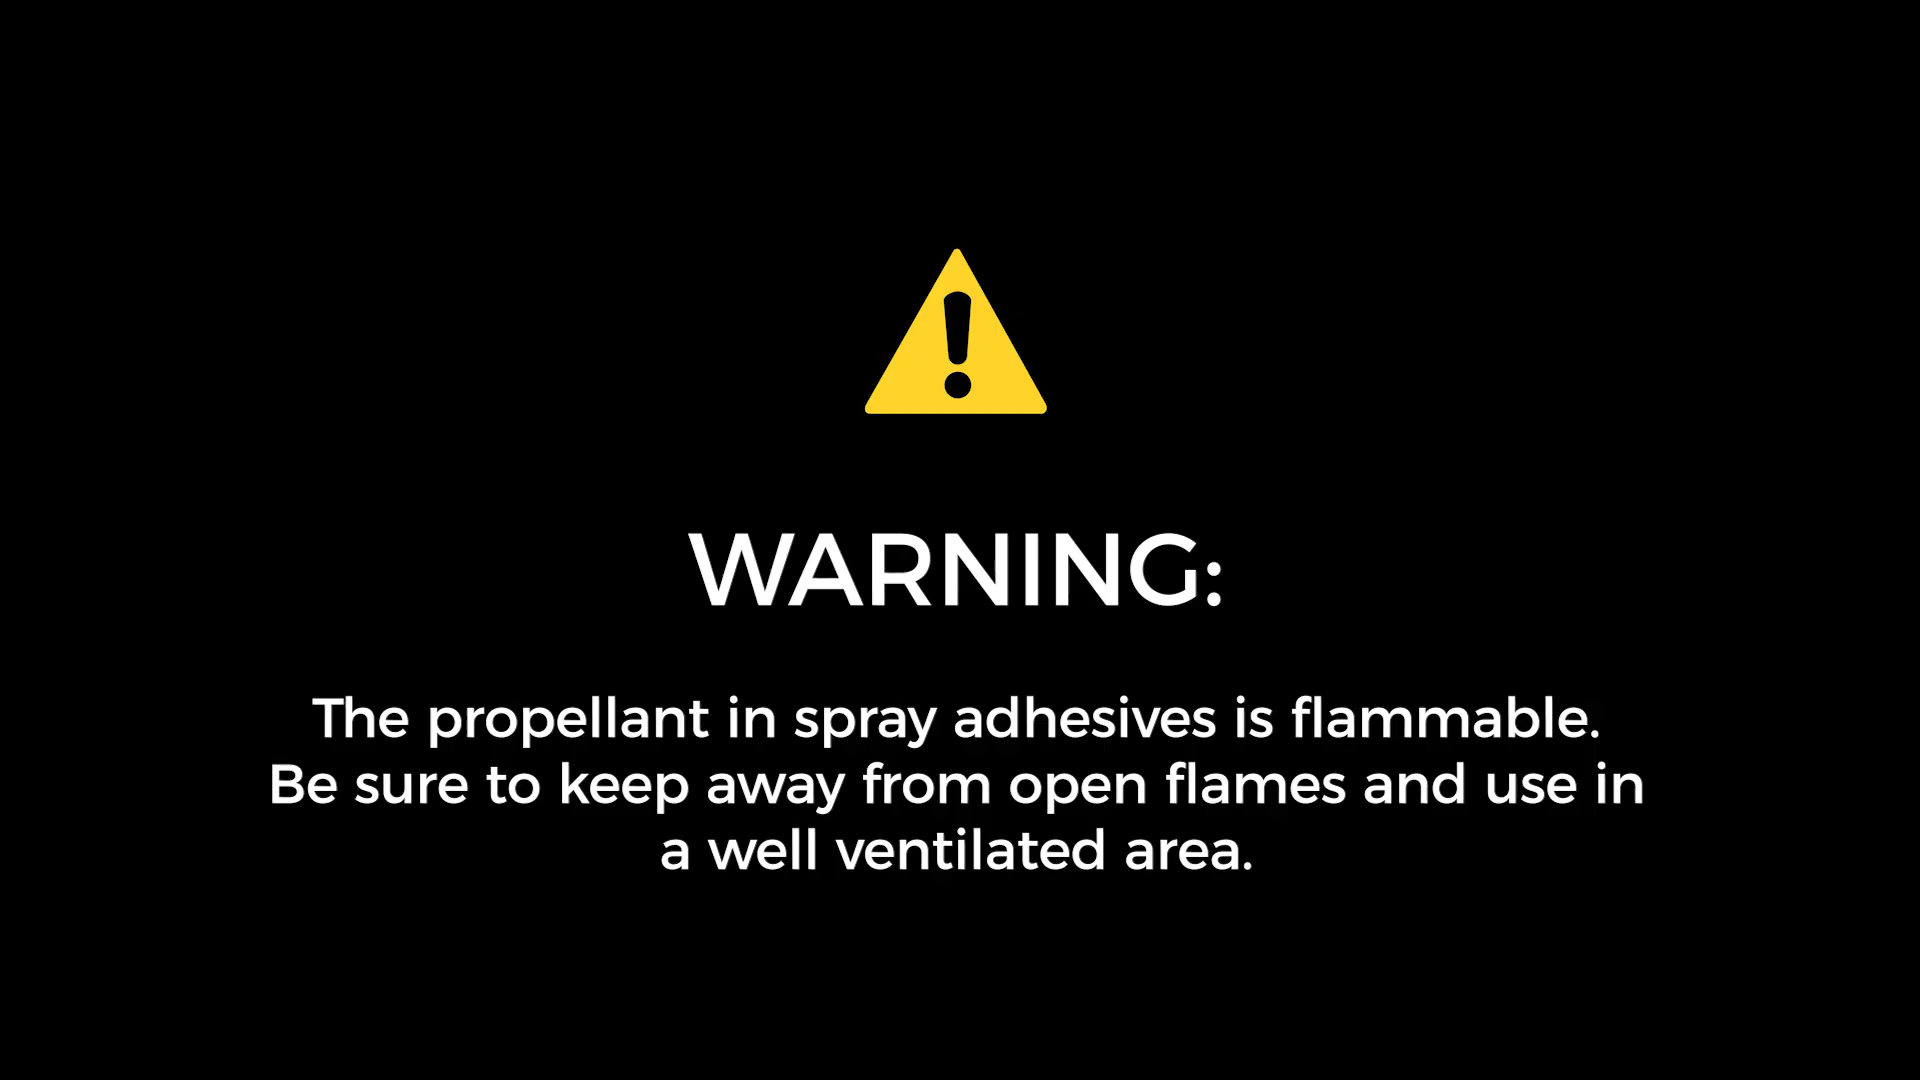 WARNING:
The propellant in spray adhesives is flammable.
Be sure to keep away from open flames and use in
a well ventilated area.